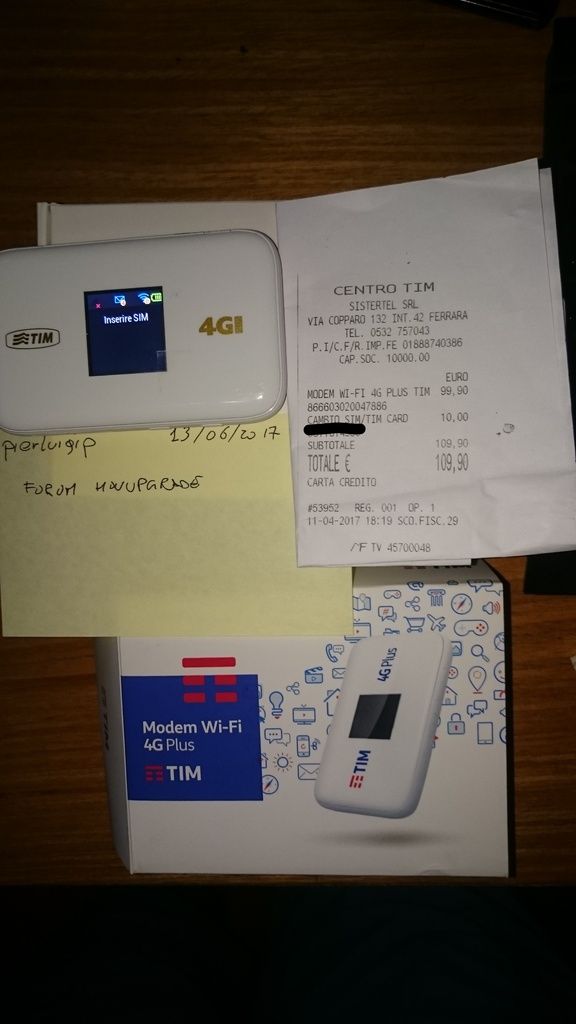 TIM
Inserire SIM
4GI
pierluigip 13/06/2017
FORUM HWUPGRADE
CENTRO TIM
SISTERTEL SRL
VIA COPPARO 132 INT.42 FERRARA
TEL. 0532 757043
P.I/C.F/R.IMP.FE 01888740386
CAP.SOC. 10000.00
EURO
MODEM WI-FI 4G PLUS TIM 99,90
866603020047886
CAMBIO SIM/TIM CARD 10,00
SUBTOTALE 109,90
TOTALE € 109,90
CARTA CREDITO
#53952 REG. 001 OP. 1
11-04-2017 18:19 SCO.FISC.29
MF TV 45700048
Modem Wi-Fi
4G Plus
TIM
4G Plus
TIM
TIM